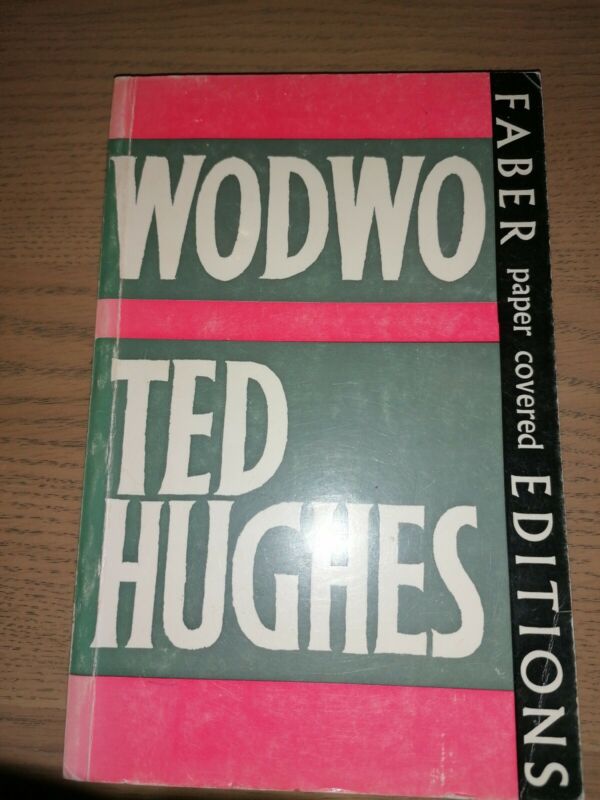 WODWO
TED
HUGHES
FABER paper covered EDITIONS